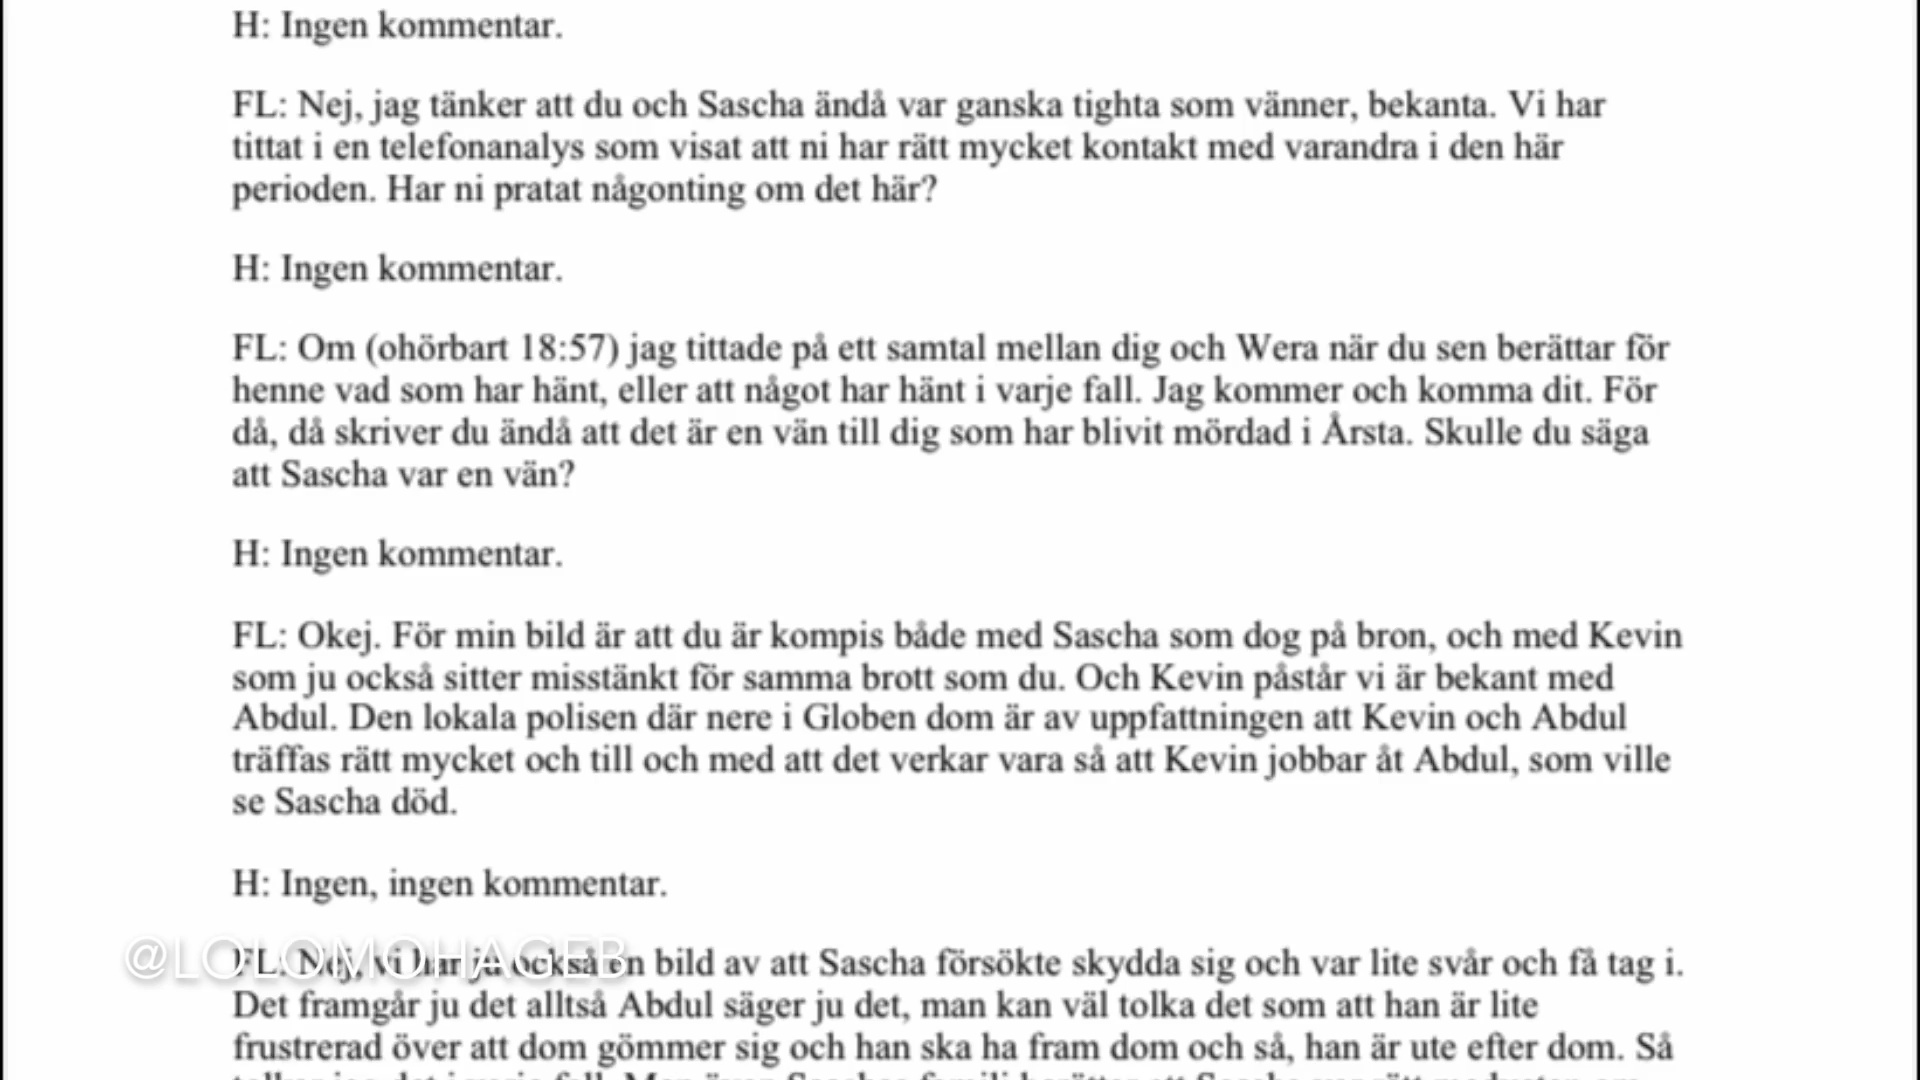 H: Ingen kommentar.
FL: Nej, jag tänker att du och Sascha ändå var ganska tighta som vänner, bekanta. Vi har
tittat i en telefonanalys som visat att ni har rätt mycket kontakt med varandra i den här
perioden. Har ni pratat någonting om det här?
H: Ingen kommentar.
FL: Om (ohörbart 18:57) jag tittade på ett samtal mellan dig och Wera när du sen berättar för
henne vad som har hänt, eller att något har hänt i varje fall. Jag kommer och komma dit. För
då, då skriver du ändå att det är en vän till dig som har blivit mördad i Årsta. Skulle du säga
att Sascha var en vän?
H: Ingen kommentar.
FL: Okej. För min bild är att du är kompis både med Sascha som dog på bron, och med Kevin
som ju också sitter misstänkt för samma brott som du. Och Kevin påstår vi är bekant med
Abdul. Den lokala polisen där nere i Globen dom är av uppfattningen att Kevin och Abdul
träffas rätt mycket och till och med att det verkar vara så att Kevin jobbar åt Abdul, som ville
se Sascha död.
H: Ingen, ingen kommentar.
FL: Nej, vi har ju också en bild av att Sascha försökte skydda sig och var lite svår och få tag i.
@LOLOMOHAGEB
Det framgår ju det alltså Abdul säger ju det, man kan väl tolka det som att han är lite
frustrerad över att dom gömmer sig och han ska ha fram dom och så, han är ute efter dom. Så